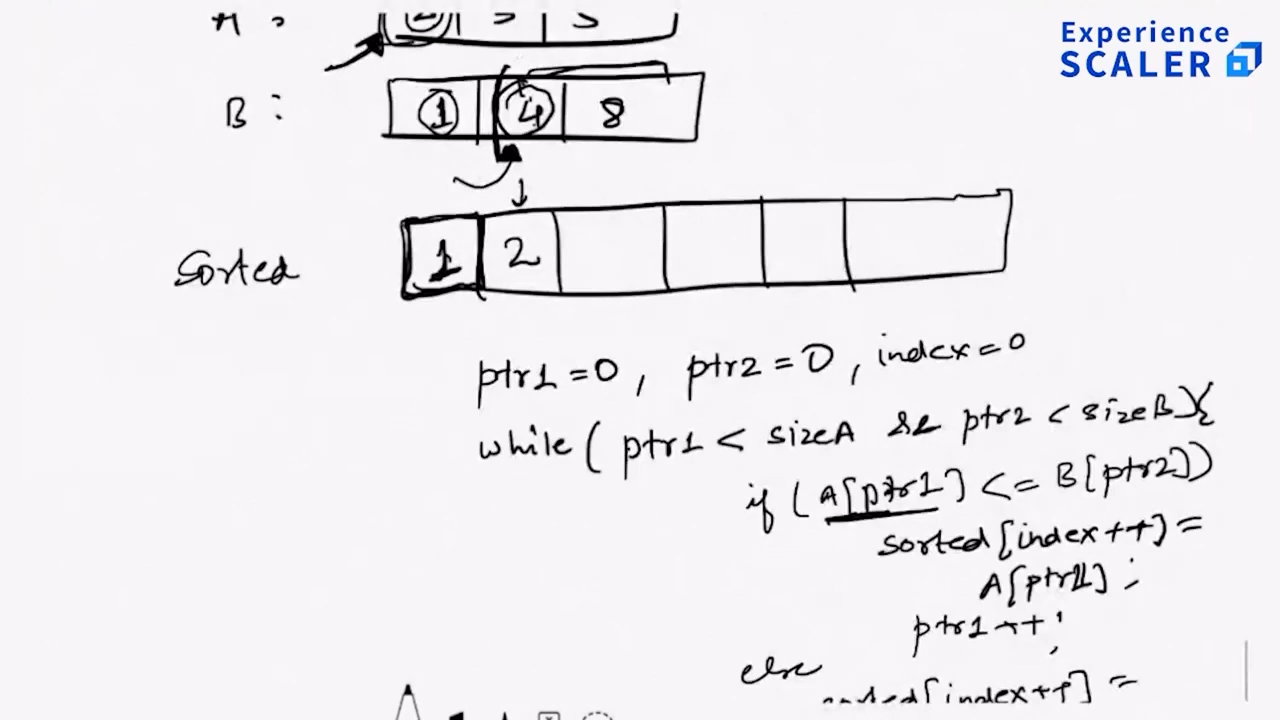 Experience
SCALER
B : 1 4 8
Sorted 1 2
ptr1 = 0 , ptr2 = 0 , index = 0
while ( ptr1 < sizeA && ptr2 < sizeB ) {
if ( A[ptr1] <= B[ptr2])
sorted[index++] =
A[ptr1] ;
ptr1++ ;
else
sorted[index++] =